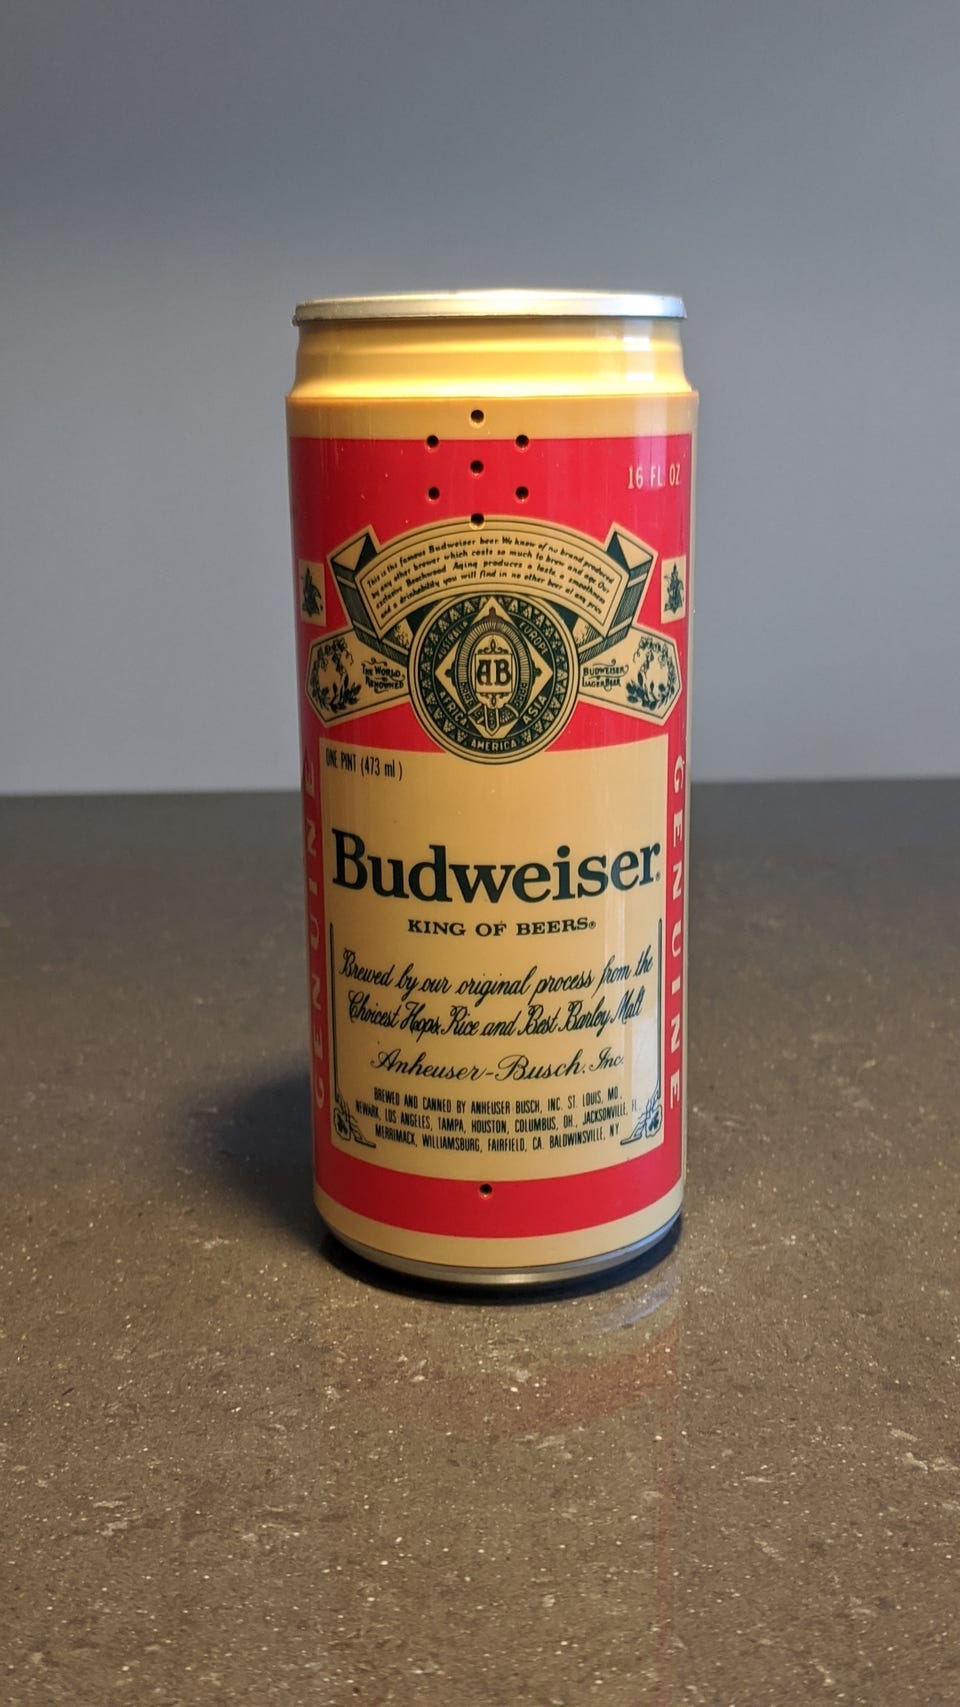 16 FL. OZ.
This is the famous Budweiser beer. We know of no brand produced
by any other brewer which costs so much to brew and age. Our
exclusive Beechwood Aging produces a taste, a smoothness
and a drinkability you will find in no other beer at any price
THE WORLD
RENOWNED
BUDWEISER
LAGER BEER
AUSTRALIA
EUROPE
AB
AFRICA
ASIA
AMERICA
ONE PINT (473 ml)
GENUINE
GENUINE
Budweiser®
KING OF BEERS®
Brewed by our original process from the
Choicest Hops, Rice and Best Barley Malt
Anheuser-Busch, Inc.
BREWED AND CANNED BY ANHEUSER-BUSCH, INC. ST. LOUIS, MO.,
NEWARK, LOS ANGELES, TAMPA, HOUSTON, COLUMBUS, OH., JACKSONVILLE, FL.
MERRIMACK, WILLIAMSBURG, FAIRFIELD, CA. BALDWINSVILLE, NY